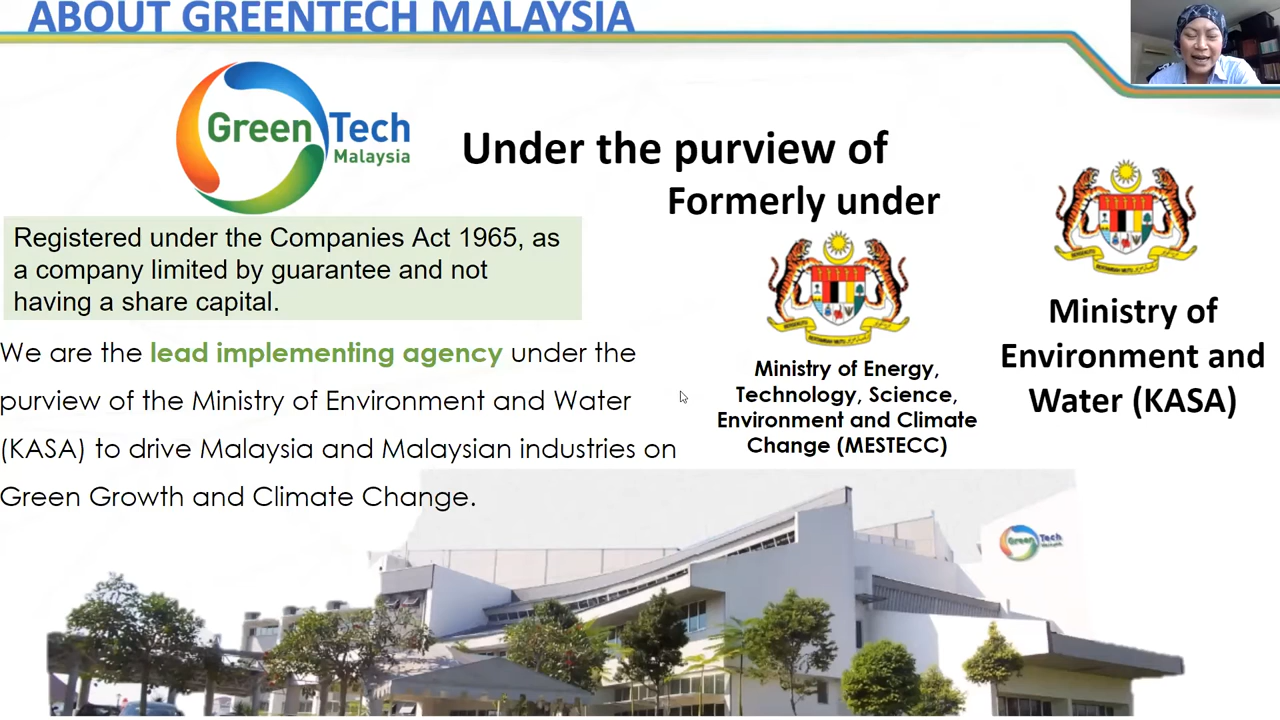 ABOUT GREENTECH MALAYSIA
GreenTech
Malaysia
Under the purview of
Formerly under
Registered under the Companies Act 1965, as
a company limited by guarantee and not
having a share capital.
We are the lead implementing agency under the
purview of the Ministry of Environment and Water
(KASA) to drive Malaysia and Malaysian industries on
Green Growth and Climate Change.
Ministry of Energy,
Technology, Science,
Environment and Climate
Change (MESTECC)
Ministry of
Environment and
Water (KASA)
GreenTech
Malaysia